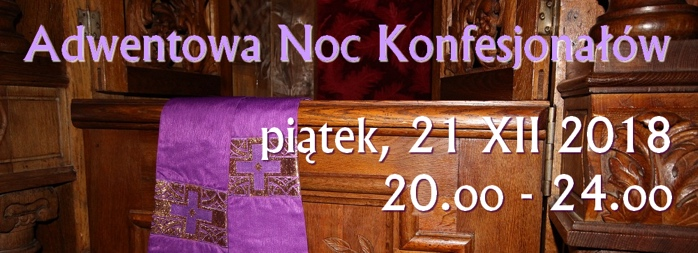 Adwentowa Noc Konfesjonałów
piątek, 21 XII 2018
20.00 - 24.00